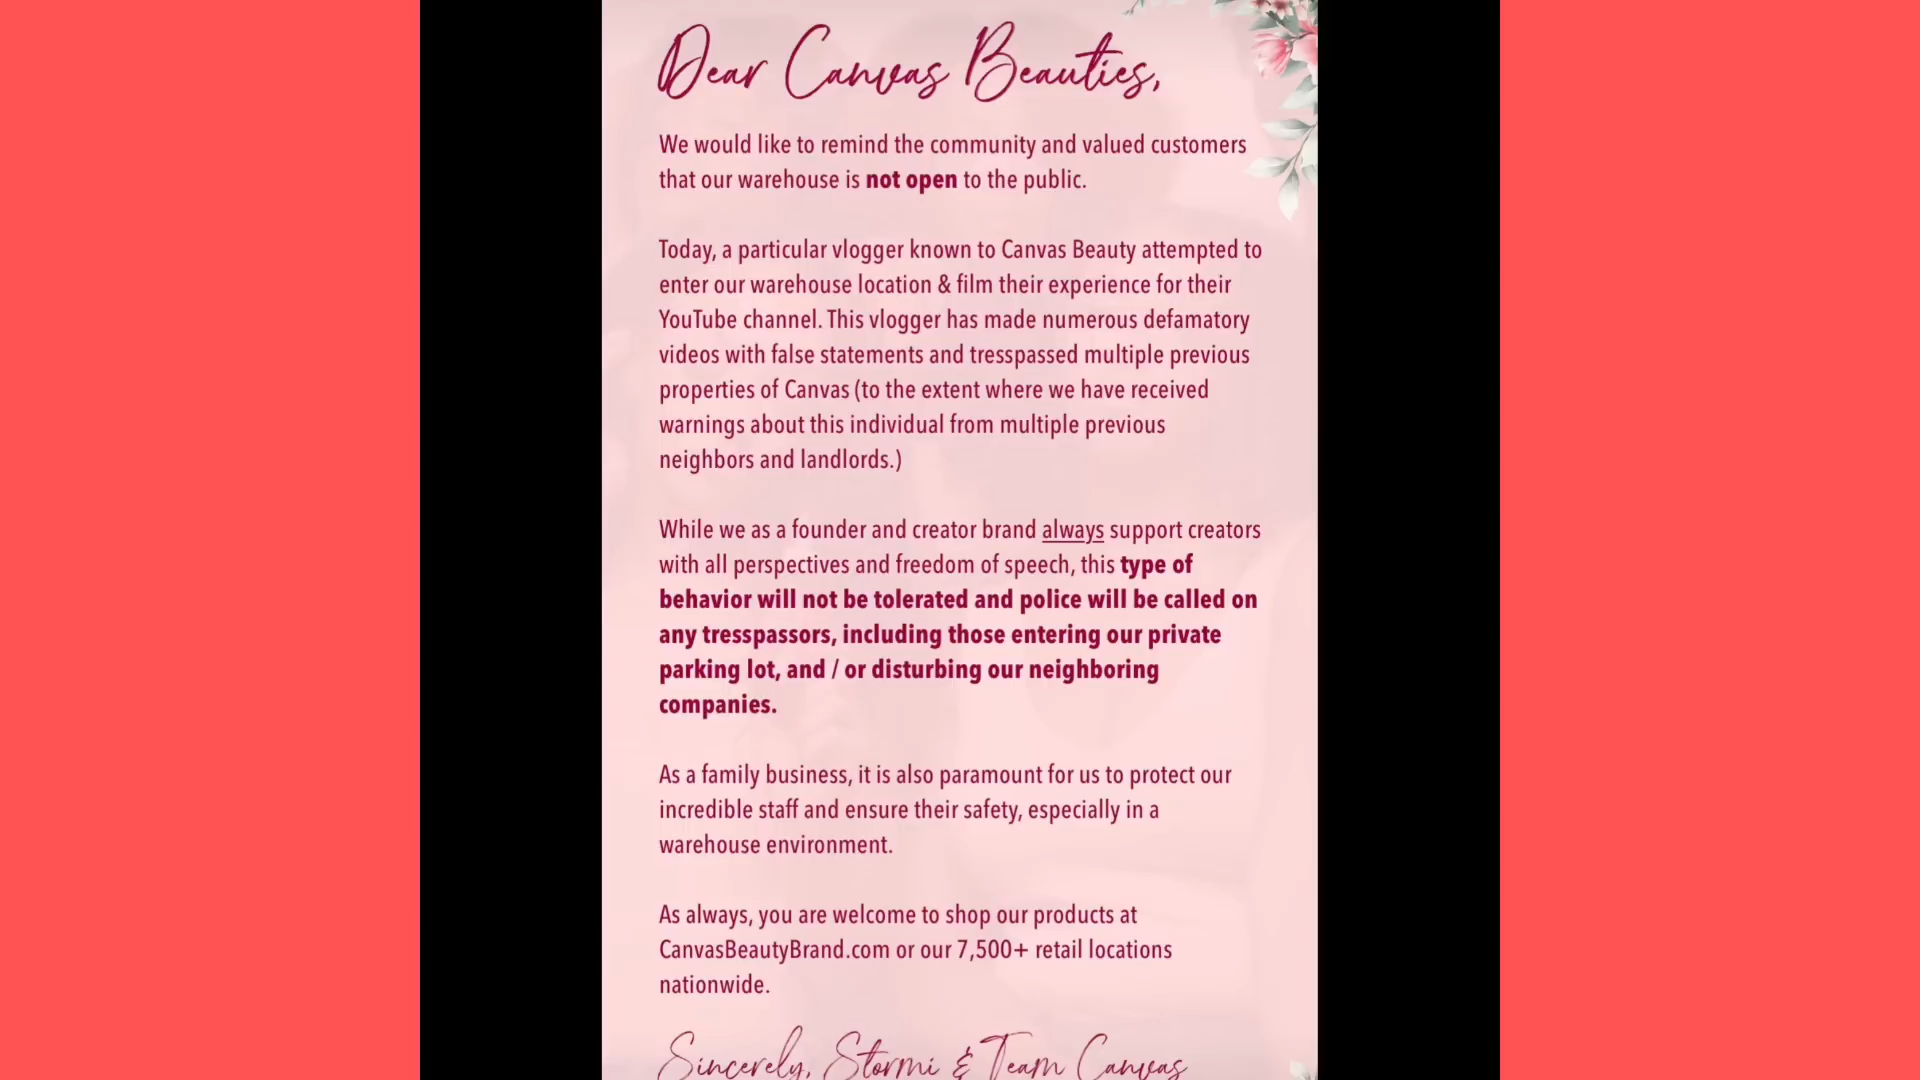 Dear Canvas Beauties,
We would like to remind the community and valued customers
that our warehouse is not open to the public.
Today, a particular vlogger known to Canvas Beauty attempted to
enter our warehouse location & film their experience for their
YouTube channel. This vlogger has made numerous defamatory
videos with false statements and tresspassed multiple previous
properties of Canvas (to the extent where we have received
warnings about this individual from multiple previous
neighbors and landlords.)
While we as a founder and creator brand always support creators
with all perspectives and freedom of speech, this type of
behavior will not be tolerated and police will be called on
any tresspassors, including those entering our private
parking lot, and / or disturbing our neighboring
companies.
As a family business, it is also paramount for us to protect our
incredible staff and ensure their safety, especially in a
warehouse environment.
As always, you are welcome to shop our products at
CanvasBeautyBrand.com or our 7,500+ retail locations
nationwide.
Sincerely, Stormi & Team Canvas